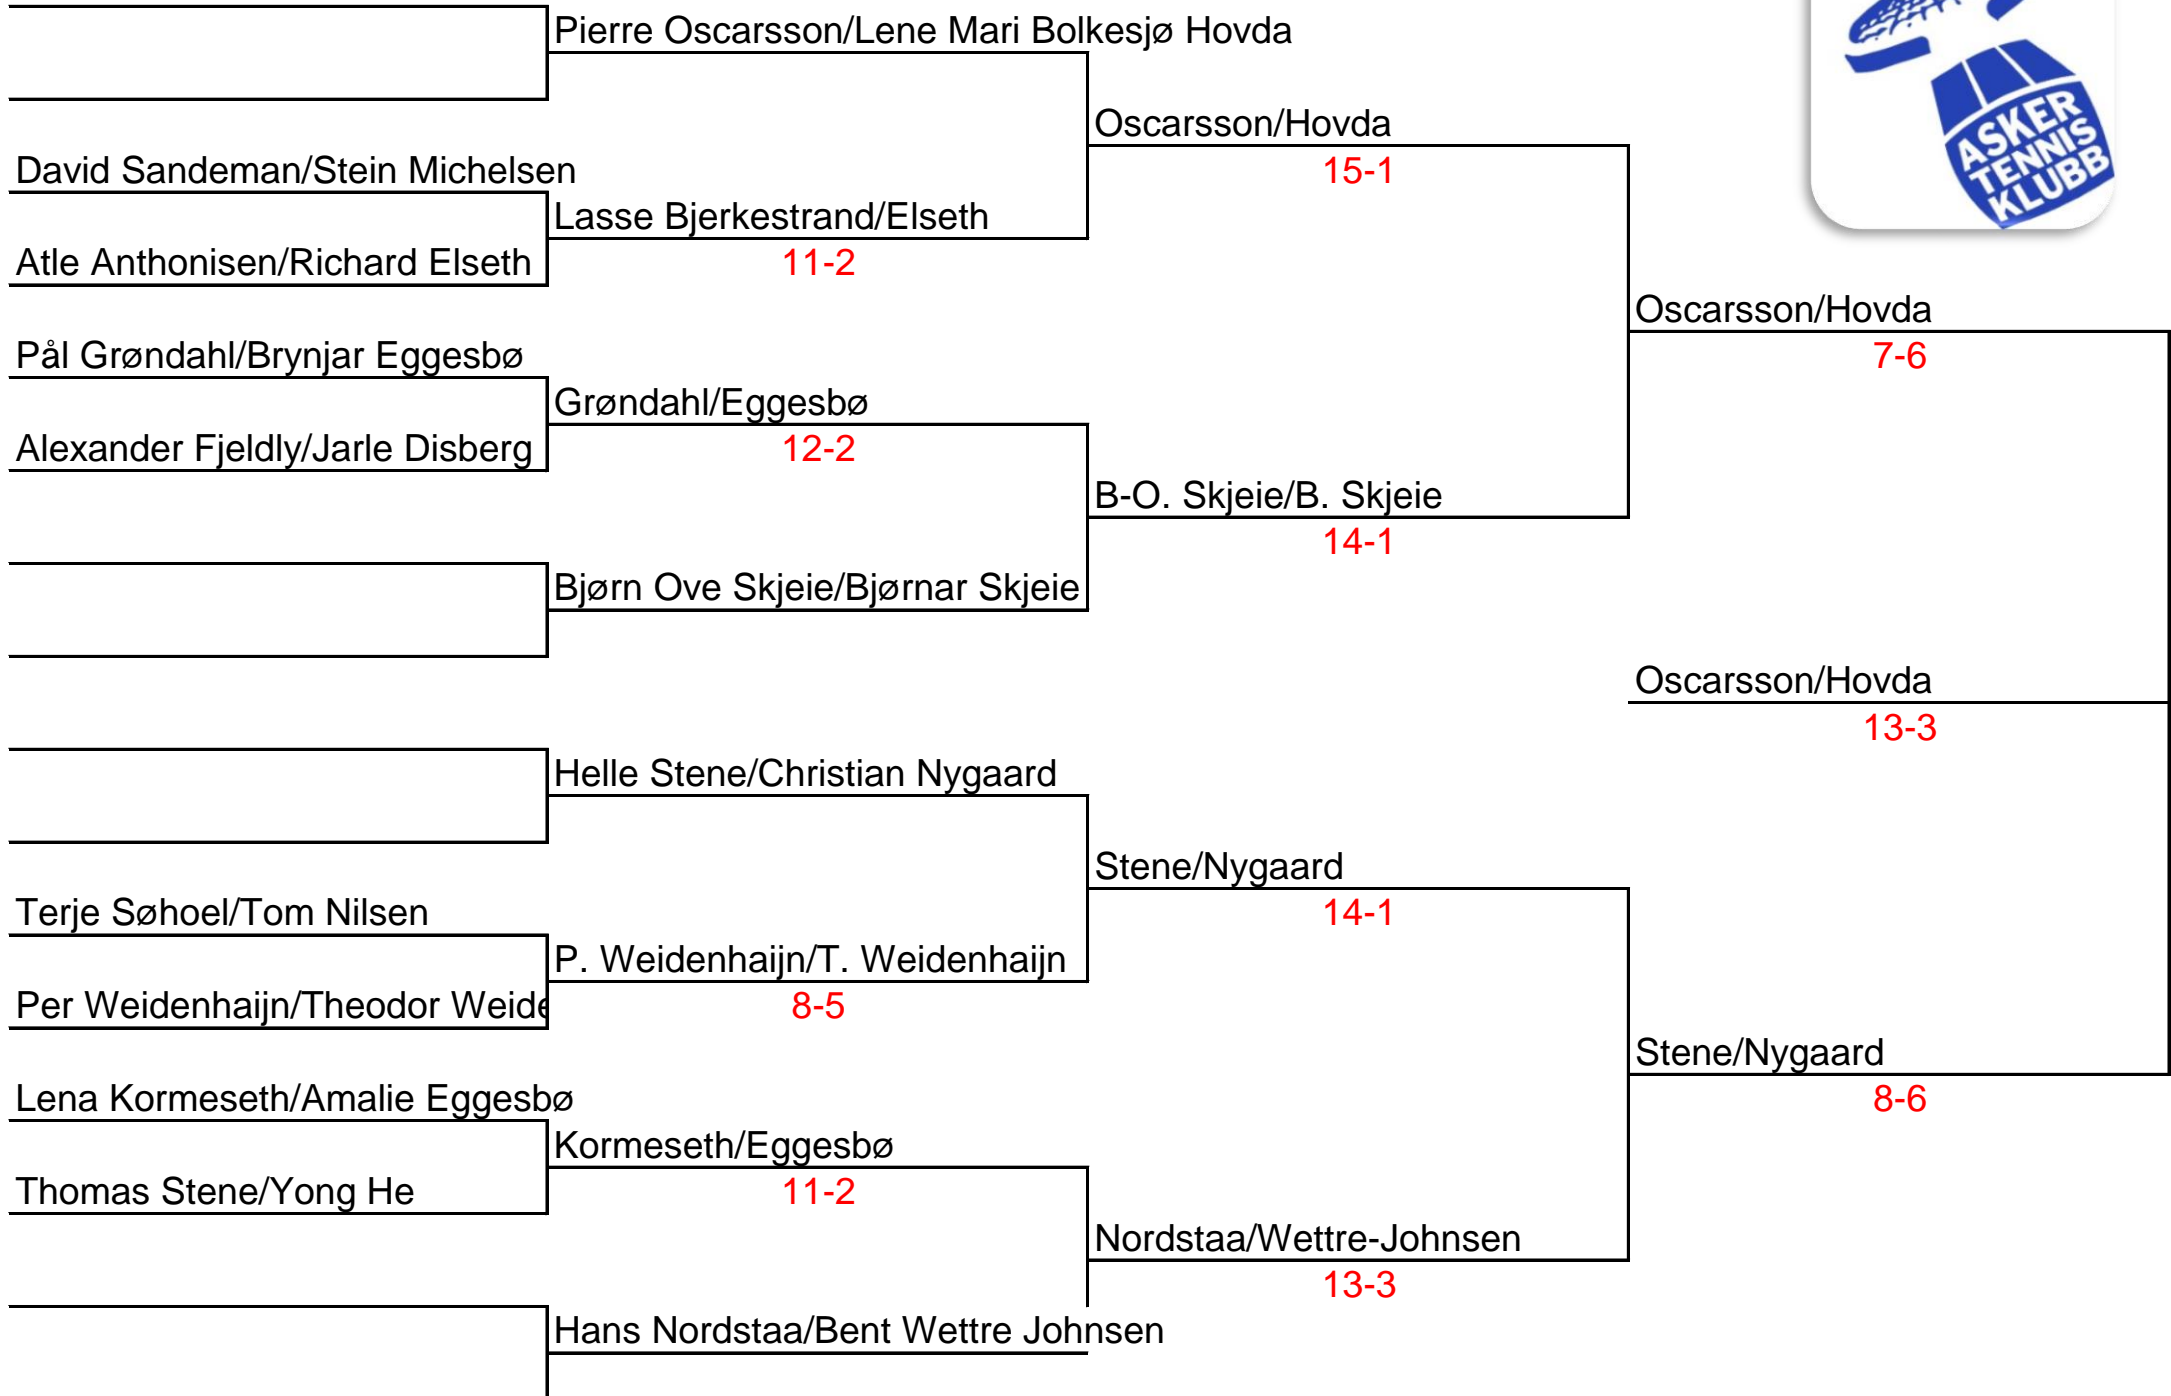 Pierre Oscarsson/Lene Mari Bolkesjø Hovda
ASKER
TENNIS
KLUBB
Oscarsson/Hovda
15-1
David Sandeman/Stein Michelsen
Lasse Bjerkestrand/Elseth
11-2
Atle Anthonisen/Richard Elseth
Oscarsson/Hovda
7-6
Pål Grøndahl/Brynjar Eggesbø
Grøndahl/Eggesbø
12-2
Alexander Fjeldly/Jarle Disberg
B-O. Skjeie/B. Skjeie
14-1
Bjørn Ove Skjeie/Bjørnar Skjeie
Oscarsson/Hovda
13-3
Helle Stene/Christian Nygaard
Stene/Nygaard
14-1
Terje Søhoel/Tom Nilsen
P. Weidenhaijn/T. Weidenhaijn
8-5
Per Weidenhaijn/Theodor Weide
Stene/Nygaard
8-6
Lena Kormeseth/Amalie Eggesbø
Kormeseth/Eggesbø
11-2
Thomas Stene/Yong He
Nordstaa/Wettre-Johnsen
13-3
Hans Nordstaa/Bent Wettre Johnsen